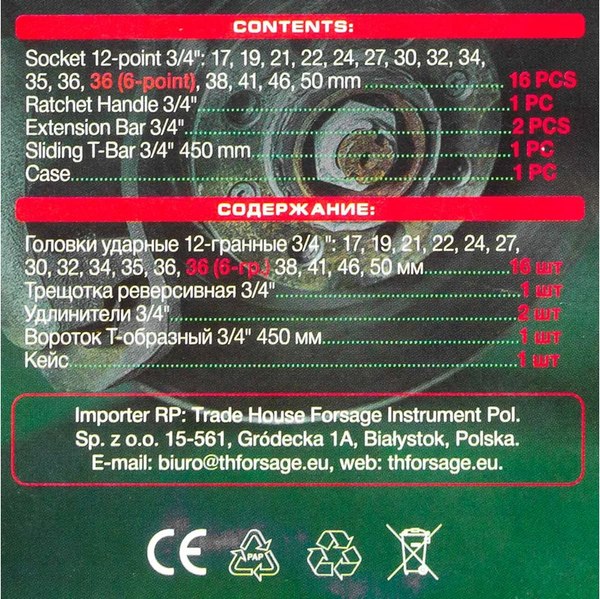 CONTENTS:
Socket 12-point 3/4": 17, 19, 21, 22, 24, 27, 30, 32, 34,
35, 36, 36 (6-point), 38, 41, 46, 50 mm........................16 PCS
Ratchet Handle 3/4"....................................................1 PC
Extension Bar 3/4".......................................................2 PCS
Sliding T-Bar 3/4" 450 mm..........................................1 PC
Case............................................................................1 PC
СОДЕРЖАНИЕ:
Головки ударные 12-гранные 3/4 ": 17, 19, 21, 22, 24, 27,
30, 32, 34, 35, 36, 36 (6-гр.) 38, 41, 46, 50 мм..............16 шт
Трещотка реверсивная 3/4".........................................1 шт
Удлинители 3/4"..........................................................2 шт
Вороток Т-образный 3/4" 450 мм................................1 шт
Кейс.............................................................................1 шт
Importer RP: Trade House Forsage Instrument Pol.
Sp. z o.o. 15-561, Gródecka 1A, Białystok, Polska.
E-mail: biuro@thforsage.eu, web: thforsage.eu.
CE PAP